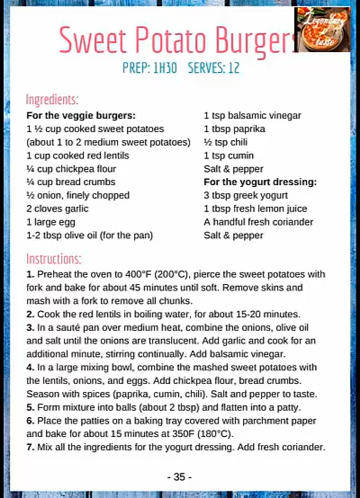 Sweet Potato Burgers
Legendary
taste
PREP: 1H30 SERVES: 12
Ingredients:
For the veggie burgers:
1 ½ cup cooked sweet potatoes
(about 1 to 2 medium sweet potatoes)
1 cup cooked red lentils
¼ cup chickpea flour
¼ cup bread crumbs
½ onion, finely chopped
2 cloves garlic
1 large egg
1-2 tbsp olive oil (for the pan)
1 tsp balsamic vinegar
1 tbsp paprika
½ tsp chili
1 tsp cumin
Salt & pepper
For the yogurt dressing:
3 tbsp greek yogurt
1 tbsp fresh lemon juice
A handful fresh coriander
Salt & pepper
Instructions:
1. Preheat the oven to 400°F (200°C), pierce the sweet potatoes with
fork and bake for about 45 minutes until soft. Remove skins and
mash with a fork to remove all chunks.
2. Cook the red lentils in boiling water, for about 15-20 minutes.
3. In a sauté pan over medium heat, combine the onions, olive oil
and salt until the onions are translucent. Add garlic and cook for an
additional minute, stirring continually. Add balsamic vinegar.
4. In a large mixing bowl, combine the mashed sweet potatoes with
the lentils, onions, and eggs. Add chickpea flour, bread crumbs.
Season with spices (paprika, cumin, chili). Salt and pepper to taste.
5. Form mixture into balls (about 2 tbsp) and flatten into a patty.
6. Place the patties on a baking tray covered with parchment paper
and bake for about 15 minutes at 350F (180°C).
7. Mix all the ingredients for the yogurt dressing. Add fresh coriander.
- 35 -